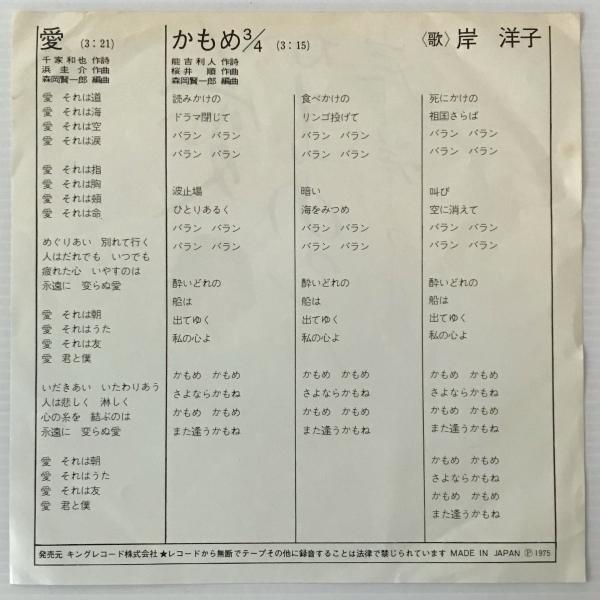 愛 (3:21)
千家和也 作詩
浜圭介 作曲
森岡賢一郎 編曲
愛 それは道
愛 それは海
愛 それは空
愛 それは涙
愛 それは指
愛 それは胸
愛 それは頬
愛 それは命
めぐりあい 別れて行く
人はだれでも いつでも
疲れた心 いやすのは
永遠に 変らぬ愛
愛 それは朝
愛 それはうた
愛 それは友
愛 君と僕
いだきあい いたわりあう
人は悲しく 淋しく
心の糸を 結ぶのは
永遠に 変らぬ愛
愛 それは朝
愛 それはうた
愛 それは友
愛 君と僕
かもめ3/4 (3:15)
能吉利人 作詩
桜井順 作曲
森岡賢一郎 編曲
〈歌〉岸 洋子
読みかけの
ドラマ閉じて
バラン バラン
バラン バラン
波止場
ひとりあるく
バラン バラン
バラン バラン
酔いどれの
船は
出てゆく
私の心よ
かもめ かもめ
さよならかもね
かもめ かもめ
また逢うかもね
食べかけの
リンゴ投げて
バラン バラン
バラン バラン
暗い
海をみつめ
バラン バラン
バラン バラン
酔いどれの
船は
出てゆく
私の心よ
かもめ かもめ
さよならかもね
かもめ かもめ
また逢うかもね
死にかけの
祖国さらば
バラン バラン
バラン バラン
叫び
空に消えて
バラン バラン
バラン バラン
酔いどれの
船は
出てゆく
私の心よ
かもめ かもめ
さよならかもね
かもめ かもめ
また逢うかもね
かもめ かもめ
さよならかもね
かもめ かもめ
また逢うかもね
発売元 キングレコード株式会社 ★レコードから無断でテープその他に録音することは法律で禁じられています MADE IN JAPAN Ⓟ1975